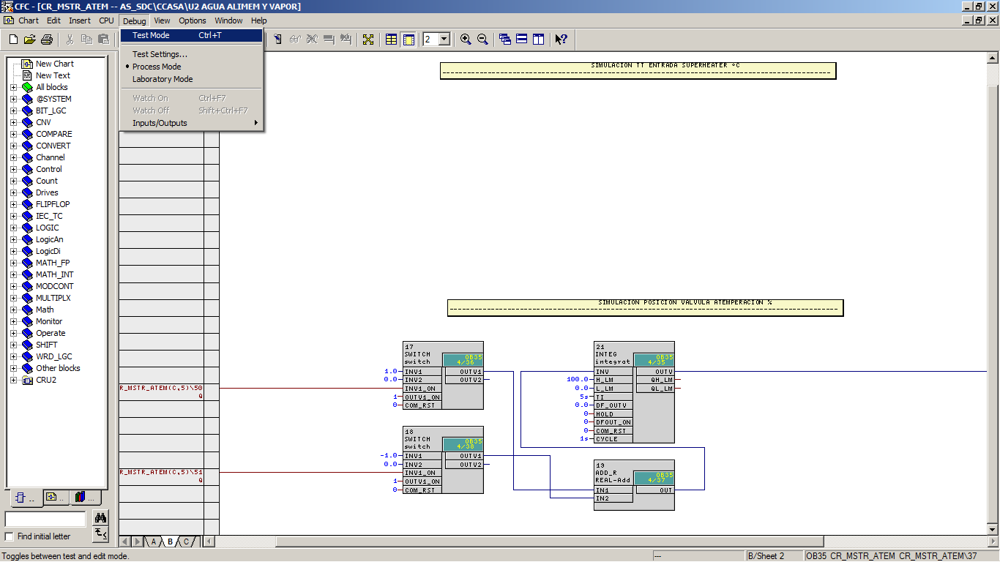 CFC - [CR_MSTR_ATEM -- AS_SDC\CCASA\U2 AGUA ALIMEM Y VAPOR]
Chart Edit Insert CPU Debug View Options Window Help
Test Mode Ctrl+T
Test Settings...
Process Mode
Laboratory Mode
Watch On Ctrl+F7
Watch Off Shift+Ctrl+F7
Inputs/Outputs
2
New Chart
New Text
All blocks
@SYSTEM
BIT_LGC
CNV
COMPARE
CONVERT
Channel
Control
Count
Drives
FLIPFLOP
IEC_TC
LOGIC
LogicAn
LogicDi
MATH_FP
MATH_INT
MODCONT
MULTIPLX
Math
Monitor
Operate
SHIFT
WRD_LGC
Other blocks
CRU2
..
..
...
Find initial letter
SIMULACION TT ENTRADA SUPERHEATER ºC
SIMULACION POSICION VALVULA ATEMPERACION %
R_MSTR_ATEM(C,5)\50
Q
R_MSTR_ATEM(C,5)\51
Q
17
SWITCH
switch
OB35
4/36
1.0 INV1 OUTV1
0.0 INV2 OUTV2
INV1_ON
1 OUTV1_ON
0 COM_RST
18
SWITCH
switch
OB35
4/38
-1.0 INV1 OUTV1
0.0 INV2 OUTV2
INV1_ON
1 OUTV1_ON
0 COM_RST
21
INTEG
integrat
OB35
4/35
INV OUTV
100.0 H_LM QH_LM
0.0 L_LM QL_LM
5s TI
0.0 DF_OUTV
0 HOLD
0 DFOUT_ON
0 COM_RST
1s CYCLE
19
ADD_R
REAL-Add
OB35
4/37
IN1 OUT
IN2
A B C
Toggles between test and edit mode.
---
B/Sheet 2
OB35 CR_MSTR_ATEM CR_MSTR_ATEM\37